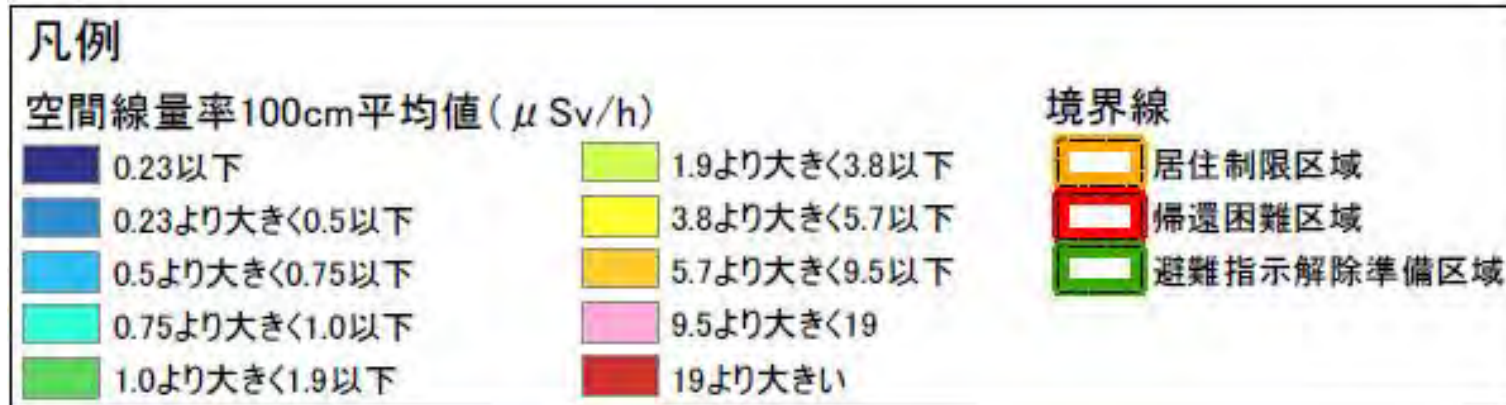 凡例
空間線量率100cm平均値(μSv/h)
0.23以下
0.23より大きく0.5以下
0.5より大きく0.75以下
0.75より大きく1.0以下
1.0より大きく1.9以下
1.9より大きく3.8以下
3.8より大きく5.7以下
5.7より大きく9.5以下
9.5より大きく19
19より大きい
境界線
居住制限区域
帰還困難区域
避難指示解除準備区域